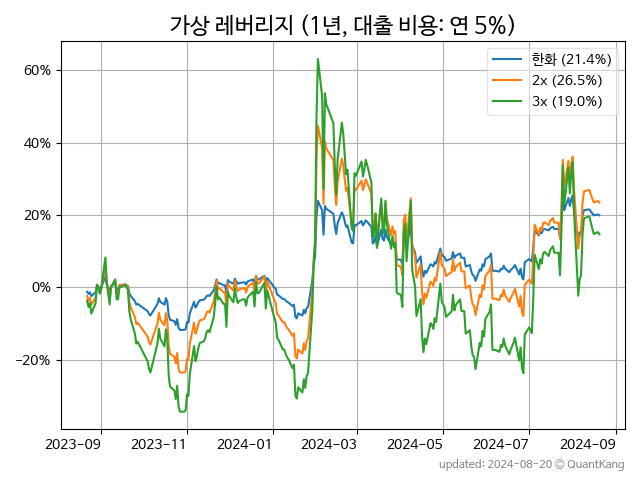 가상 레버리지 (1년, 대출 비용: 연 5%)
한화 (21.4%)
2x (26.5%)
3x (19.0%)
60%
40%
20%
0%
−20%
2023−09 2023−11 2024−01 2024−03 2024−05 2024−07 2024−09
updated: 2024-08-20 © QuantKang